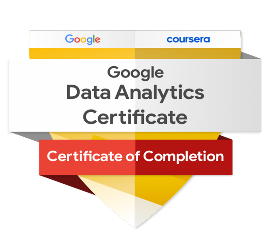 Google coursera
Google
Data Analytics
Certificate
Certificate of Completion